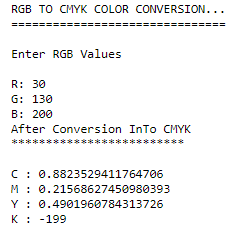 RGB TO CMYK COLOR CONVERSION...
===============================
Enter RGB Values
R: 30
G: 130
B: 200
After Conversion InTo CMYK
************************
C : 0.8823529411764706
M : 0.21568627450980393
Y : 0.4901960784313726
K : -199